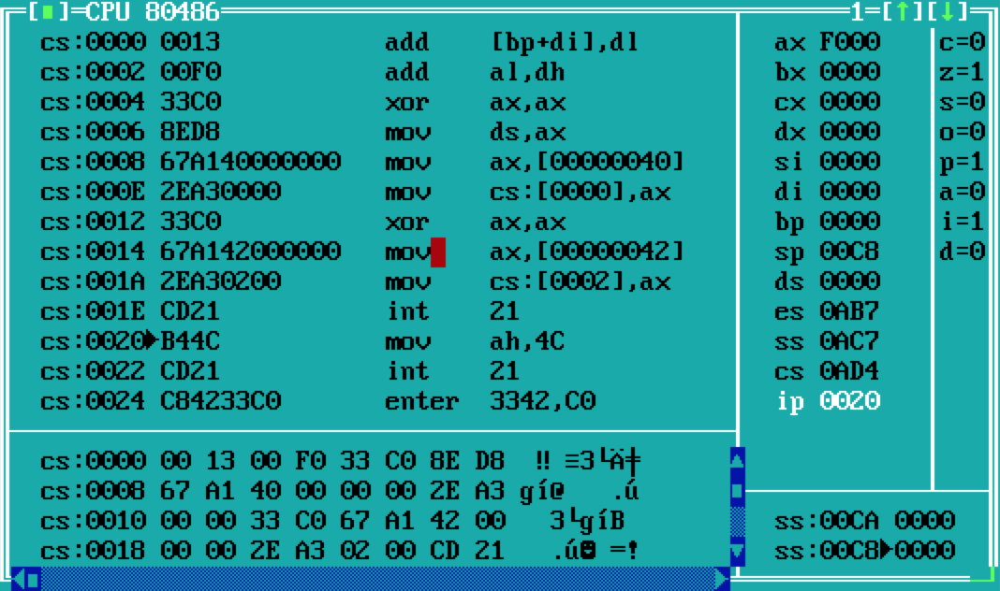 [■]=CPU 80486 1=[↑][↓]
cs:0000 0013 add [bp+di],dl ax F000 c=0
cs:0002 00F0 add al,dh bx 0000 z=1
cs:0004 33C0 xor ax,ax cx 0000 s=0
cs:0006 8ED8 mov ds,ax dx 0000 o=0
cs:0008 67A140000000 mov ax,[00000040] si 0000 p=1
cs:000E 2EA30000 mov cs:[0000],ax di 0000 a=0
cs:0012 33C0 xor ax,ax bp 0000 i=1
cs:0014 67A142000000 mov ax,[00000042] sp 00C8 d=0
cs:001A 2EA30200 mov cs:[0002],ax ds 0000
cs:001E CD21 int 21 es 0AB7
cs:0020►B44C mov ah,4C ss 0AC7
cs:0022 CD21 int 21 cs 0AD4
cs:0024 C84233C0 enter 3342,C0 ip 0020
cs:0000 00 13 00 F0 33 C0 8E D8 ‼ ≡3└Ä╪
cs:0008 67 A1 40 00 00 00 2E A3 gí@ .ú
cs:0010 00 00 33 C0 67 A1 42 00 3└gíB ss:00CA 0000
cs:0018 00 00 2E A3 02 00 CD 21 .ú☻ =! ss:00C8►0000